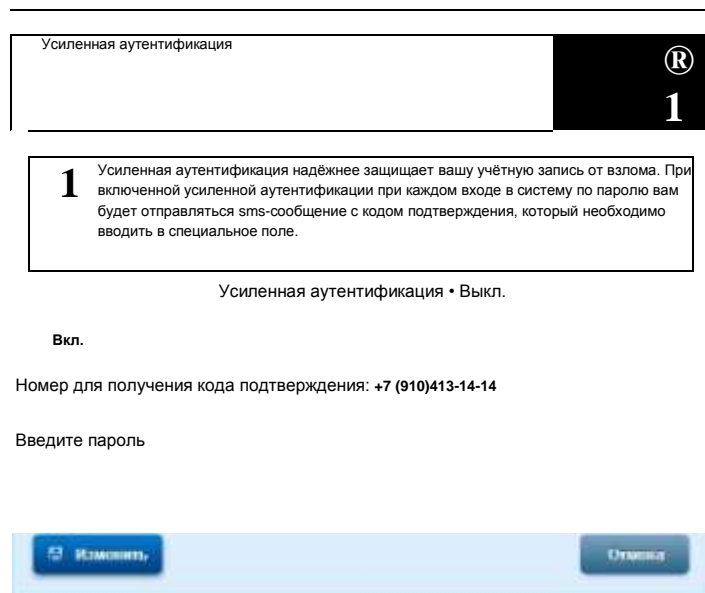 Усиленная аутентификация
®
1
1
Усиленная аутентификация надёжнее защищает вашу учётную запись от взлома. При
включенной усиленной аутентификации при каждом входе в систему по паролю вам
будет отправляться sms-сообщение с кодом подтверждения, который необходимо
вводить в специальное поле.
Усиленная аутентификация • Выкл.
Вкл.
Номер для получения кода подтверждения: +7 (910)413-14-14
Введите пароль
Изменить
Отмена